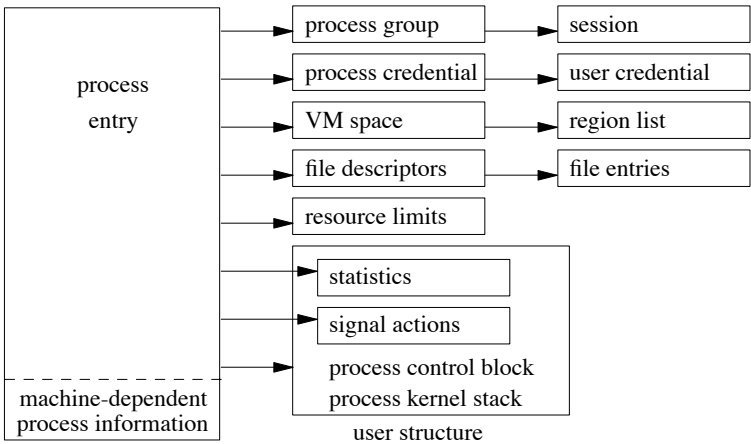 process
entry
machine-dependent
process information
process group
session
process credential
user credential
VM space
region list
file descriptors
file entries
resource limits
statistics
signal actions
process control block
process kernel stack
user structure